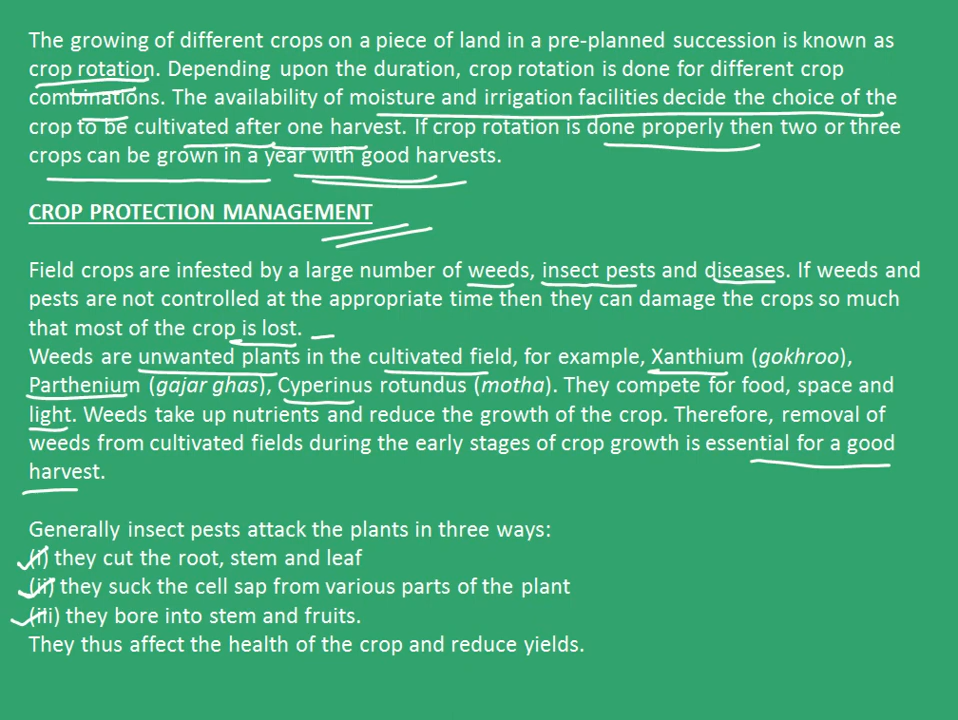 The growing of different crops on a piece of land in a pre-planned succession is known as
crop rotation. Depending upon the duration, crop rotation is done for different crop
combinations. The availability of moisture and irrigation facilities decide the choice of the
crop to be cultivated after one harvest. If crop rotation is done properly then two or three
crops can be grown in a year with good harvests.
CROP PROTECTION MANAGEMENT
Field crops are infested by a large number of weeds, insect pests and diseases. If weeds and
pests are not controlled at the appropriate time then they can damage the crops so much
that most of the crop is lost.
Weeds are unwanted plants in the cultivated field, for example, Xanthium (gokhroo),
Parthenium (gajar ghas), Cyperinus rotundus (motha). They compete for food, space and
light. Weeds take up nutrients and reduce the growth of the crop. Therefore, removal of
weeds from cultivated fields during the early stages of crop growth is essential for a good
harvest.
Generally insect pests attack the plants in three ways:
(i) they cut the root, stem and leaf
(ii) they suck the cell sap from various parts of the plant
(iii) they bore into stem and fruits.
They thus affect the health of the crop and reduce yields.